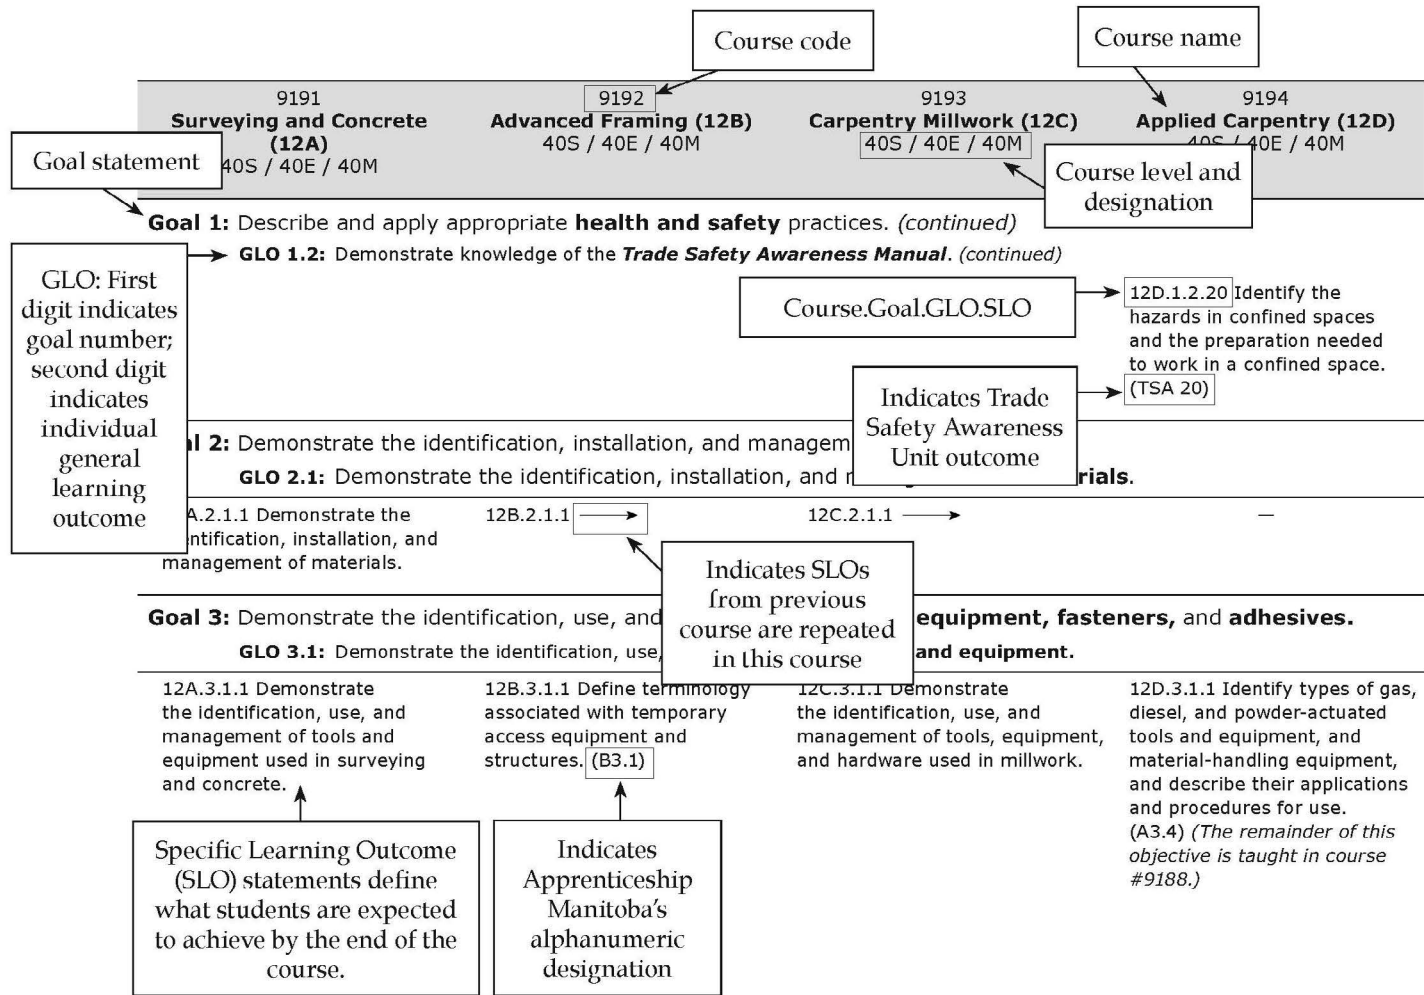 Course code
Course name
9191
Surveying and Concrete
(12A)
40S / 40E / 40M
9192
Advanced Framing (12B)
40S / 40E / 40M
9193
Carpentry Millwork (12C)
40S / 40E / 40M
9194
Applied Carpentry (12D)
40S / 40E / 40M
Goal statement
Course level and
designation
Goal 1: Describe and apply appropriate health and safety practices. (continued)
GLO 1.2: Demonstrate knowledge of the Trade Safety Awareness Manual. (continued)
GLO: First
digit indicates
goal number;
second digit
indicates
individual
general
learning
outcome
Course.Goal.GLO.SLO
12D.1.2.20 Identify the
hazards in confined spaces
and the preparation needed
to work in a confined space.
(TSA 20)
Indicates Trade
Safety Awareness
Unit outcome
2: Demonstrate the identification, installation, and
GLO 2.1: Demonstrate the identification, installation, and
.2.1.1 Demonstrate the
installation, and
management of materials.
12B.2.1.1 →
12C.2.1.1 →
—
Indicates SLOs
from previous
course are repeated
in this course
Goal 3: Demonstrate the identification, use, and equipment, fasteners, and adhesives.
GLO 3.1: Demonstrate the identification, use, and equipment.
12A.3.1.1 Demonstrate
the identification, use, and
management of tools and
equipment used in surveying
and concrete.
12B.3.1.1 Define terminology
associated with temporary
access equipment and
structures. (B3.1)
12C.3.1.1 Demonstrate
the identification, use, and
management of tools, equipment,
and hardware used in millwork.
12D.3.1.1 Identify types of gas,
diesel, and powder-actuated
tools and equipment, and
material-handling equipment,
and describe their applications
and procedures for use.
(A3.4) (The remainder of this
objective is taught in course
#9188.)
Specific Learning Outcome
(SLO) statements define
what students are expected
to achieve by the end of the
course.
Indicates
Apprenticeship
Manitoba's
alphanumeric
designation